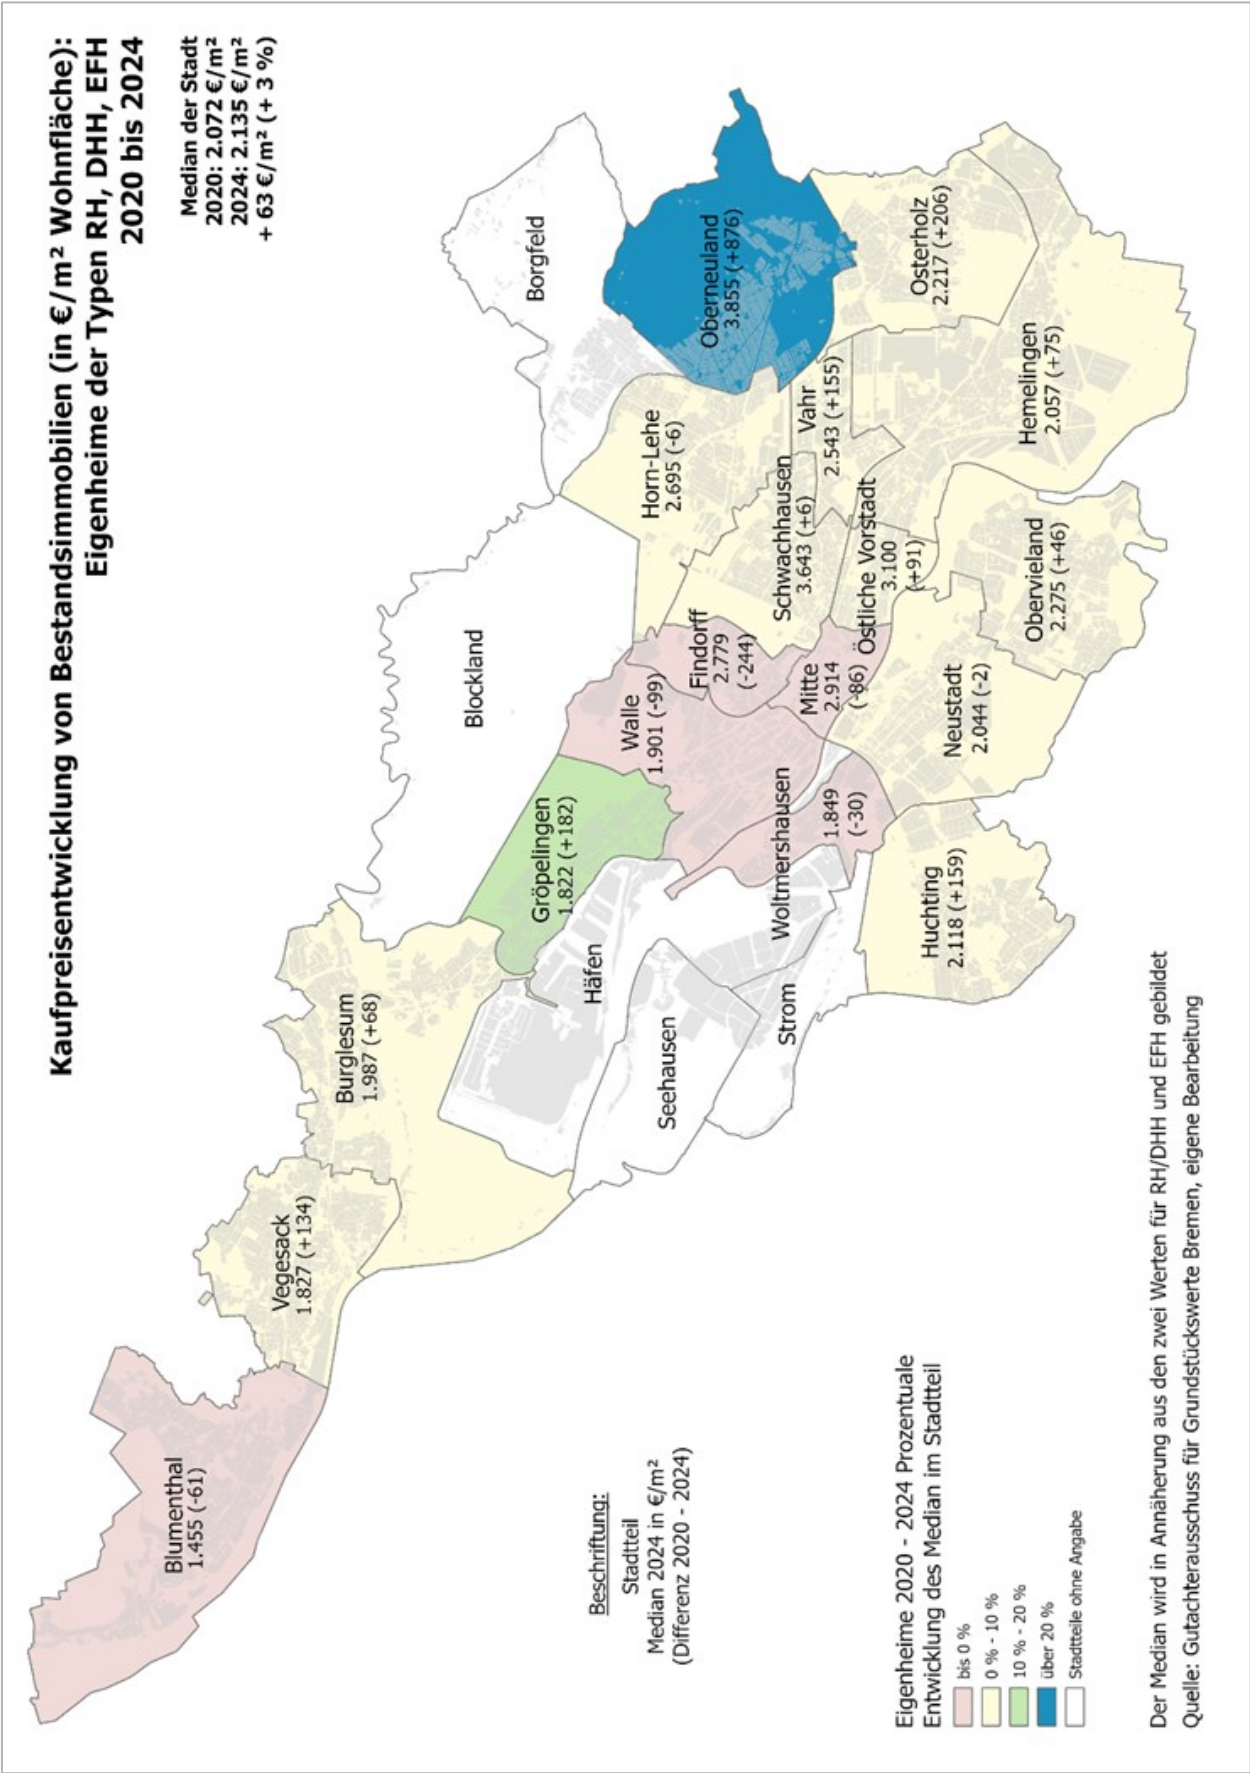 Kaufpreisentwicklung von Bestandsimmobilien (in €/m² Wohnfläche):
Eigenheime der Typen RH, DHH, EFH
2020 bis 2024
Median der Stadt
2020: 2.072 €/m²
2024: 2.135 €/m²
+ 63 €/m² (+ 3 %)
Blumenthal
1.455 (-61)
Vegesack
1.827 (+134)
Burglesum
1.987 (+68)
Blockland
Borgfeld
Gröpelingen
1.822 (+182)
Häfen
Seehausen
Strom
Walle
1.901 (-99)
Findorff
2.779
(-244)
Horn-Lehe
2.695 (-6)
Oberneuland
3.855 (+876)
Schwachhausen
3.643 (+6)
Vahr
2.543 (+155)
Mitte
2.914
(-86)
Östliche Vorstadt
3.100
(+91)
Osterholz
2.217 (+206)
Woltmershausen
1.849
(-30)
Huchting
2.118 (+159)
Neustadt
2.044 (-2)
Obervieland
2.275 (+46)
Hemelingen
2.057 (+75)
Beschriftung:
Stadtteil
Median 2024 in €/m²
(Differenz 2020 - 2024)
Eigenheime 2020 - 2024 Prozentuale
Entwicklung des Median im Stadtteil
bis 0 %
0 % - 10 %
10 % - 20 %
über 20 %
Stadtteile ohne Angabe
Der Median wird in Annäherung aus den zwei Werten für RH/DHH und EFH gebildet
Quelle: Gutachterausschuss für Grundstückswerte Bremen, eigene Bearbeitung